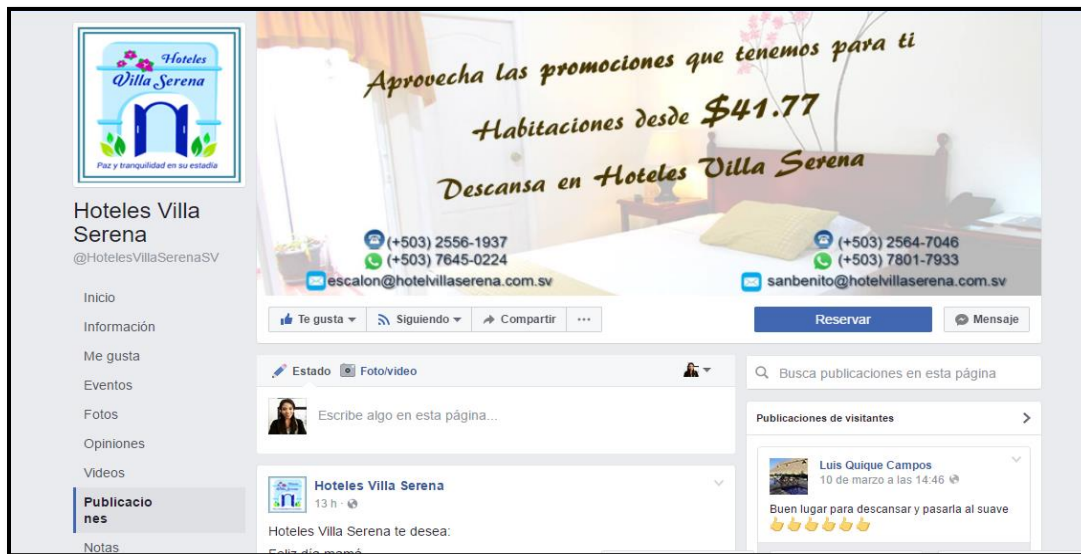 Hoteles
Villa Serena
Paz y tranquilidad en su estadía
Hoteles Villa
Serena
@HotelesVillaSerenaSV
Inicio
Información
Me gusta
Eventos
Fotos
Opiniones
Videos
Publicacio
nes
Notas
Aprovecha las promociones que tenemos para ti
Habitaciones desde $41.77
Descansa en Hoteles Villa Serena
(+503) 2556-1937
(+503) 7645-0224
escalon@hotelvillaserena.com.sv
(+503) 2564-7046
(+503) 7801-7933
sanbenito@hotelvillaserena.com.sv
Te gusta
Siguiendo
Compartir
Reservar
Mensaje
Estado
Foto/video
Escribe algo en esta página...
Hoteles Villa Serena
13 h ·
Hoteles Villa Serena te desea:
Feliz día mamá
Busca publicaciones en esta página
Publicaciones de visitantes
Luis Quique Campos
10 de marzo a las 14:46
Buen lugar para descansar y pasarla al suave